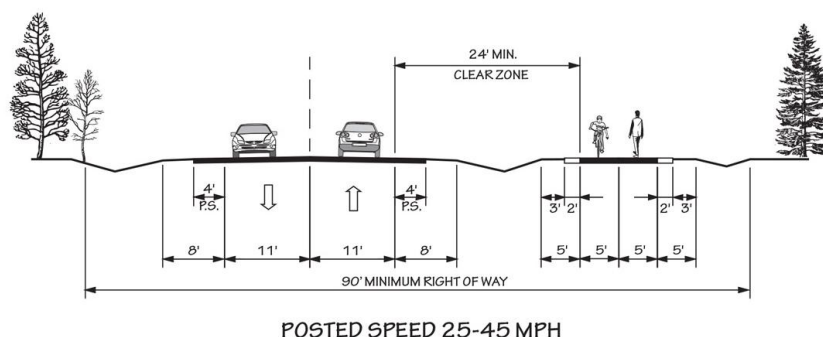 24' MIN.
CLEAR ZONE
4'
P.S.
4'
P.S.
3' 2' 2' 3'
8' 11' 11' 8' 5' 5' 5' 5'
90' MINIMUM RIGHT OF WAY
POSTED SPEED 25-45 MPH